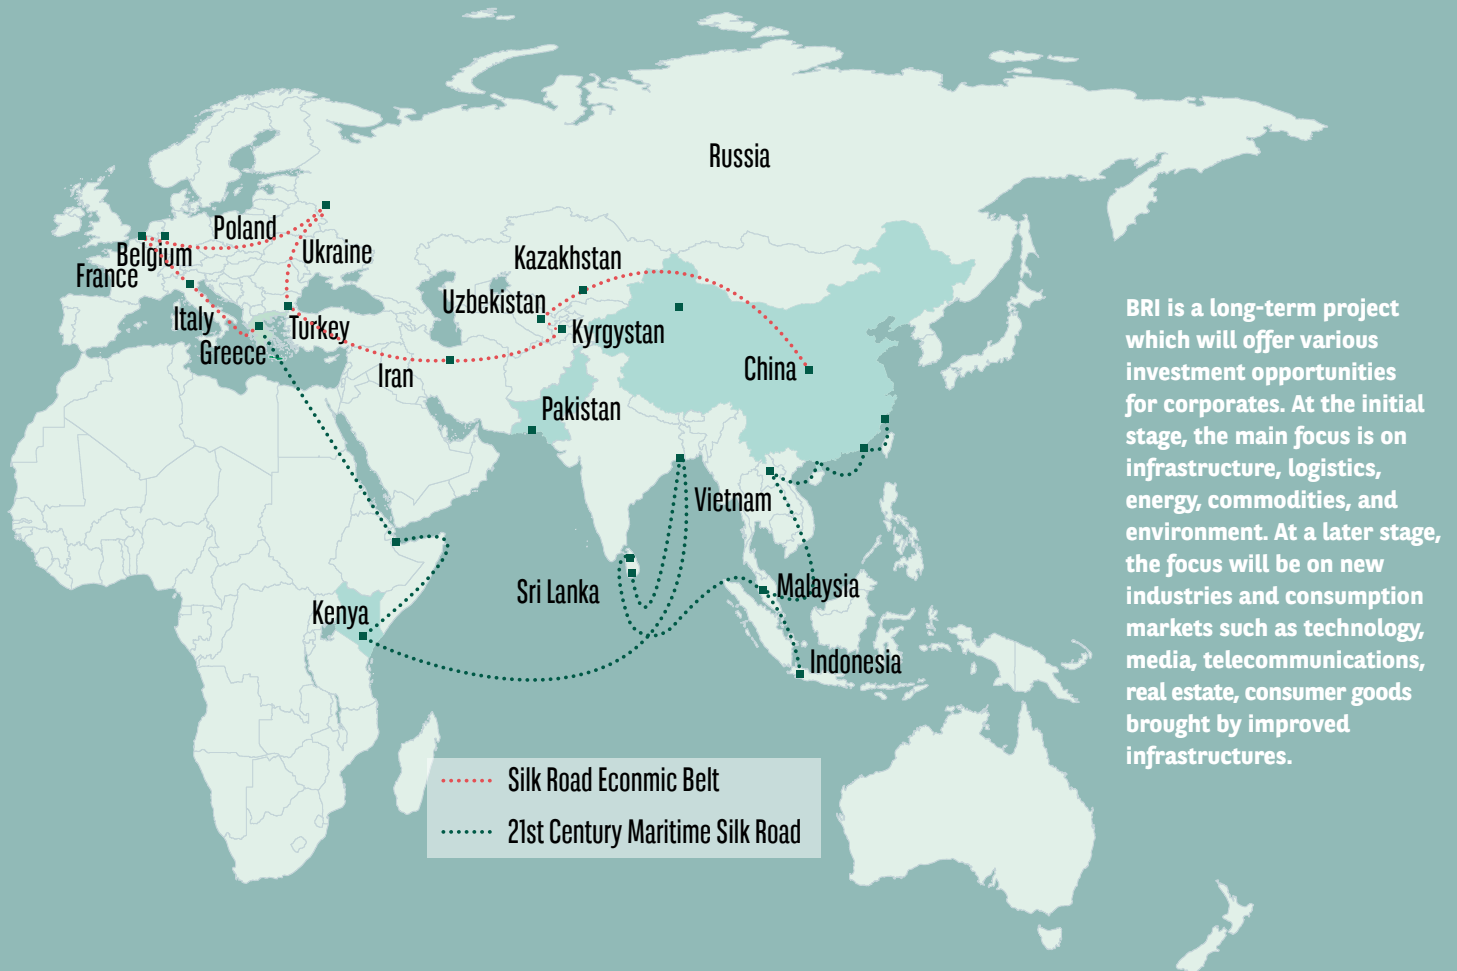 Russia
Poland
Ukraine
Belgium
France
Kazakhstan
Uzbekistan
Italy
Turkey
Kyrgystan
Greece
Iran
China
Pakistan
Vietnam
Sri Lanka
Malaysia
Kenya
Indonesia
Silk Road Econmic Belt
21st Century Maritime Silk Road
BRI is a long-term project
which will offer various
investment opportunities
for corporates. At the initial
stage, the main focus is on
infrastructure, logistics,
energy, commodities, and
environment. At a later stage,
the focus will be on new
industries and consumption
markets such as technology,
media, telecommunications,
real estate, consumer goods
brought by improved
infrastructures.